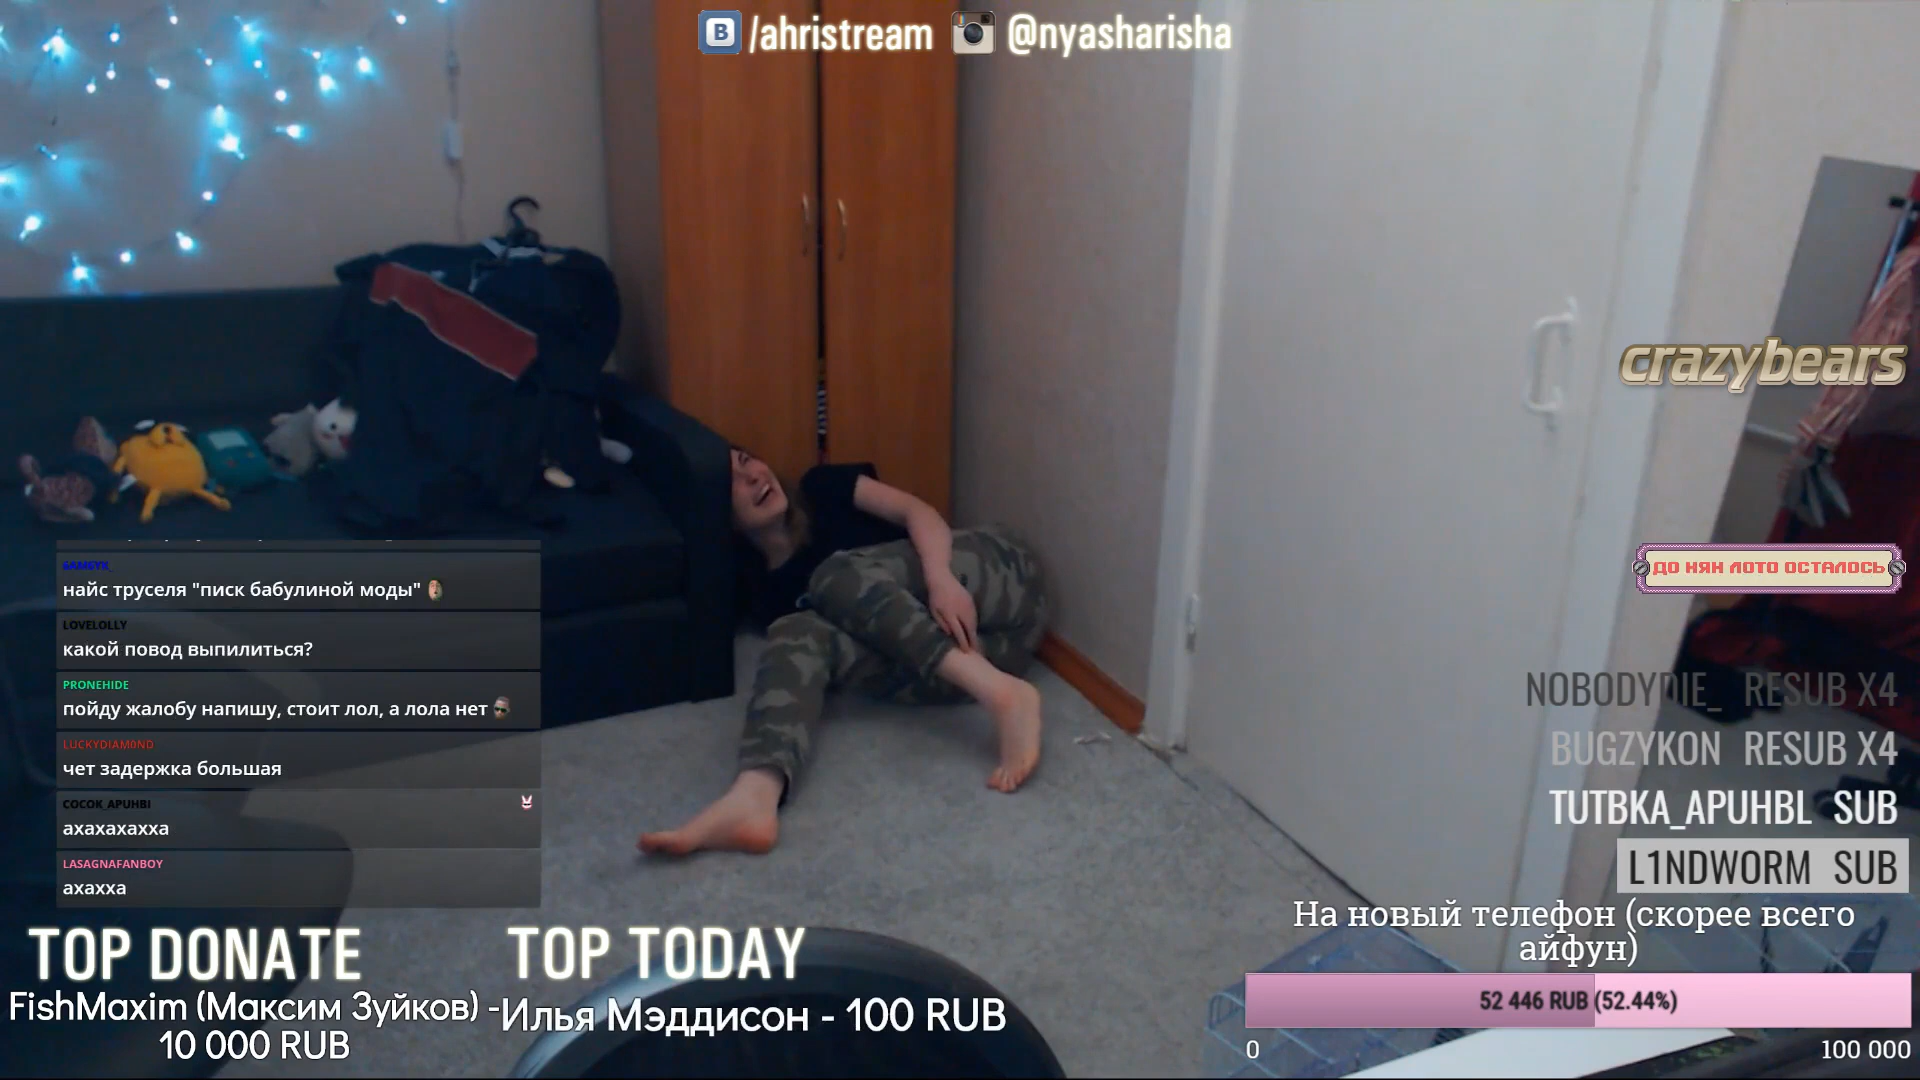 /ahristream @nyasharisha
crazybears
ДО НЯН ЛОТО ОСТАЛОСЬ
найс труселя "писк бабулиной моды"
LOVELOLLY
какой повод выпилиться?
PRONEHIDE
пойду жалобу напишу, стоит лол, а лола нет
LUCKYDIAM0ND
чет задержка большая
COCOK_APUHBI
ахахахахха
LASAGNAFANBOY
ахахха
NOBODYDIE_ RESUB X4
BUGZYKON RESUB X4
TUTBKA_APUHBL SUB
L1NDWORM SUB
TOP DONATE
FishMaxim (Максим Зуйков) -
10 000 RUB
TOP TODAY
Илья Мэддисон - 100 RUB
На новый телефон (скорее всего
айфун)
52 446 RUB (52.44%)
0
100 000